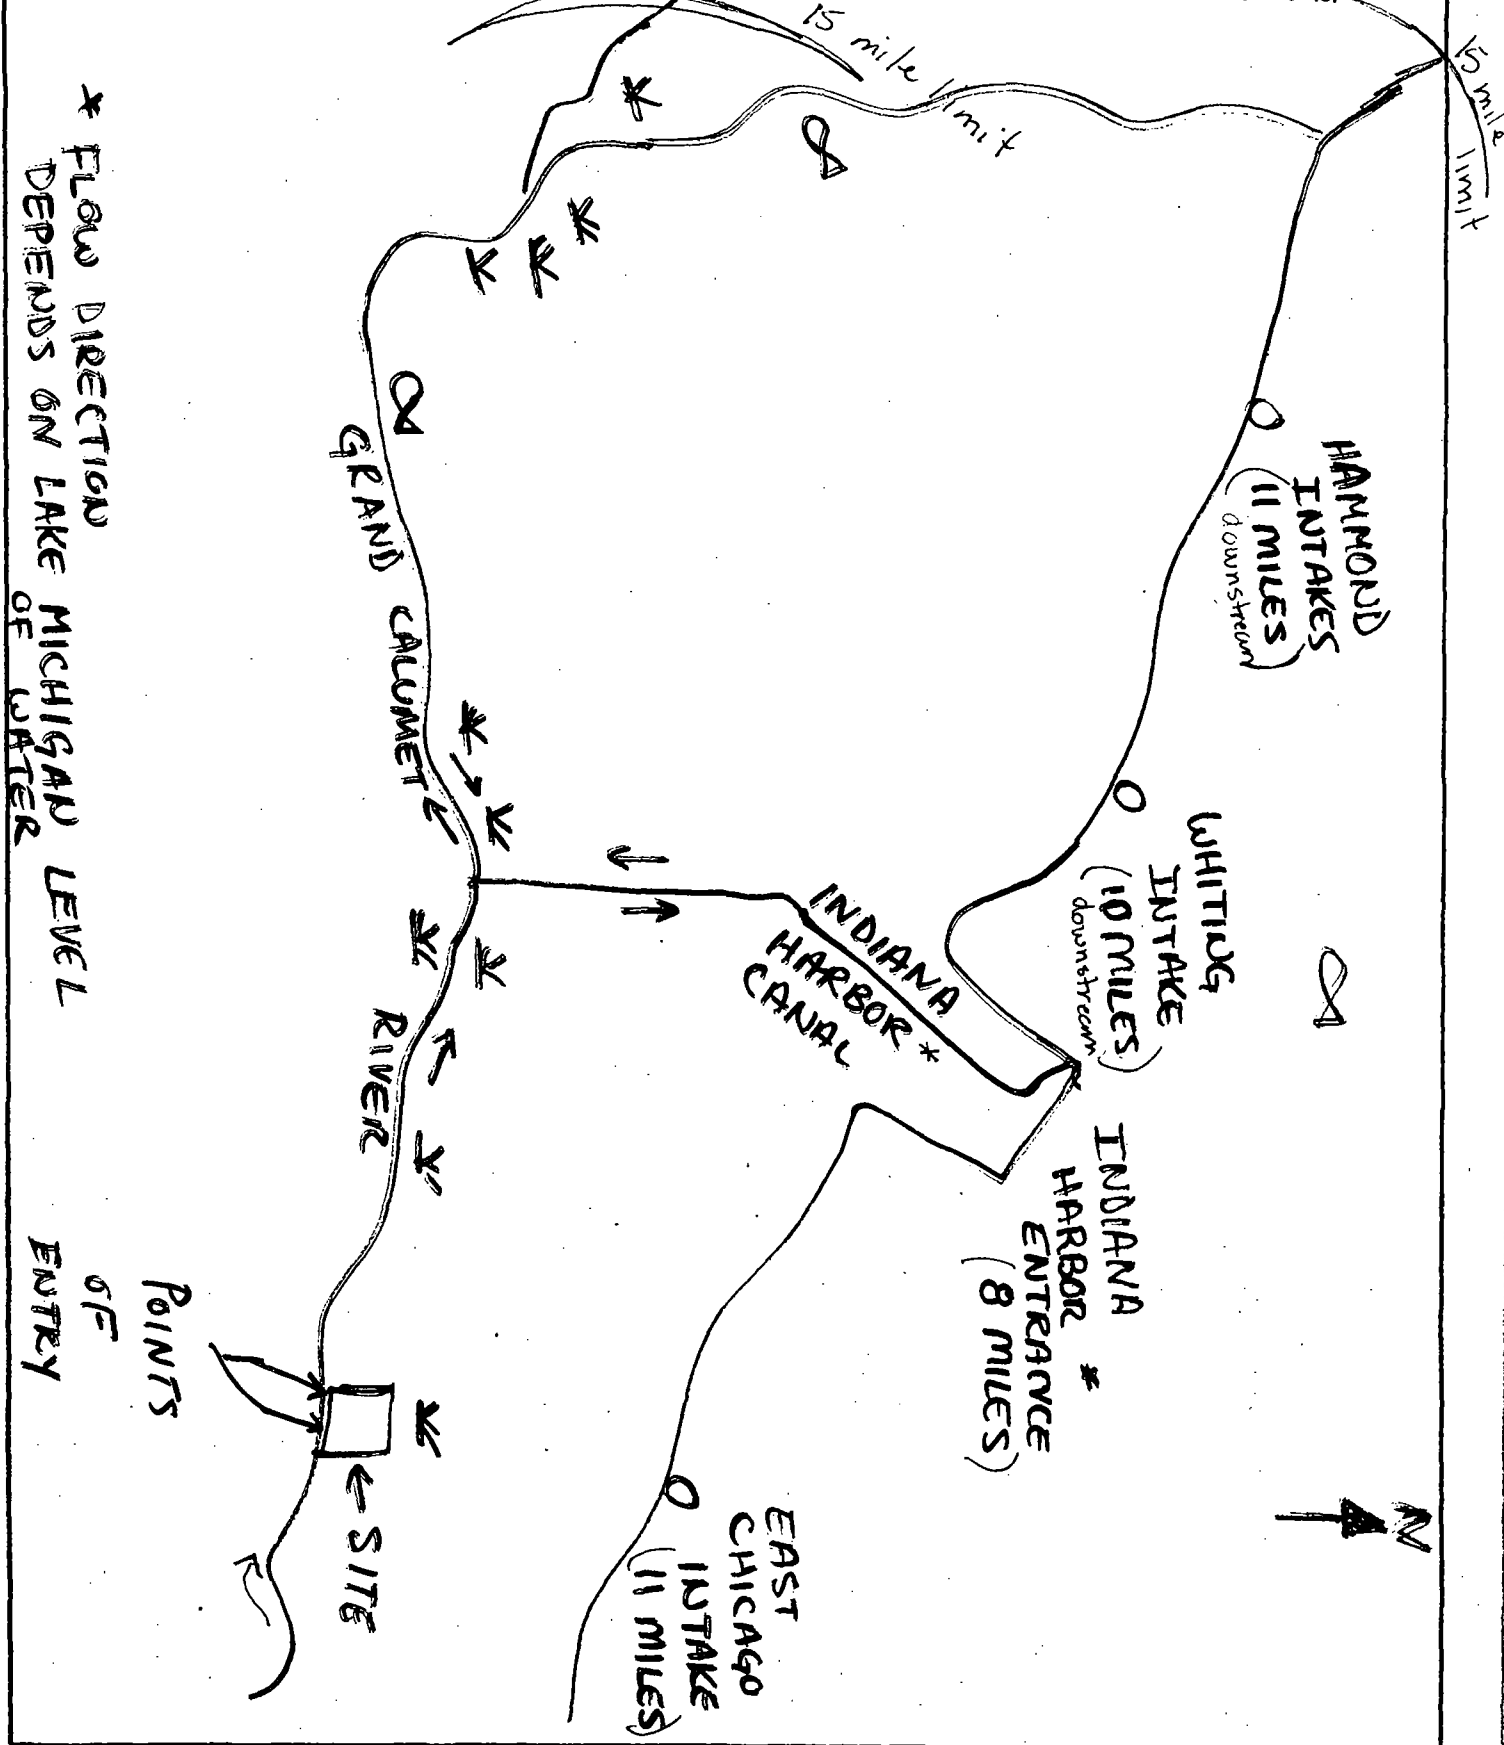 15 mile
limit
15 mile
limit
HAMMOND
INTAKES
(11 MILES)
downstream
WHITING
INTAKE
(10 MILES)
downstream
INDIANA
HARBOR *
ENTRANCE
(8 MILES)
N
EAST
CHICAGO
INTAKE
(11 MILES)
INDIANA
HARBOR *
CANAL
GRAND CALUMET RIVER
← SITE
POINTS
OF
ENTRY
* FLOW DIRECTION
DEPENDS ON LAKE MICHIGAN LEVEL
OF WATER